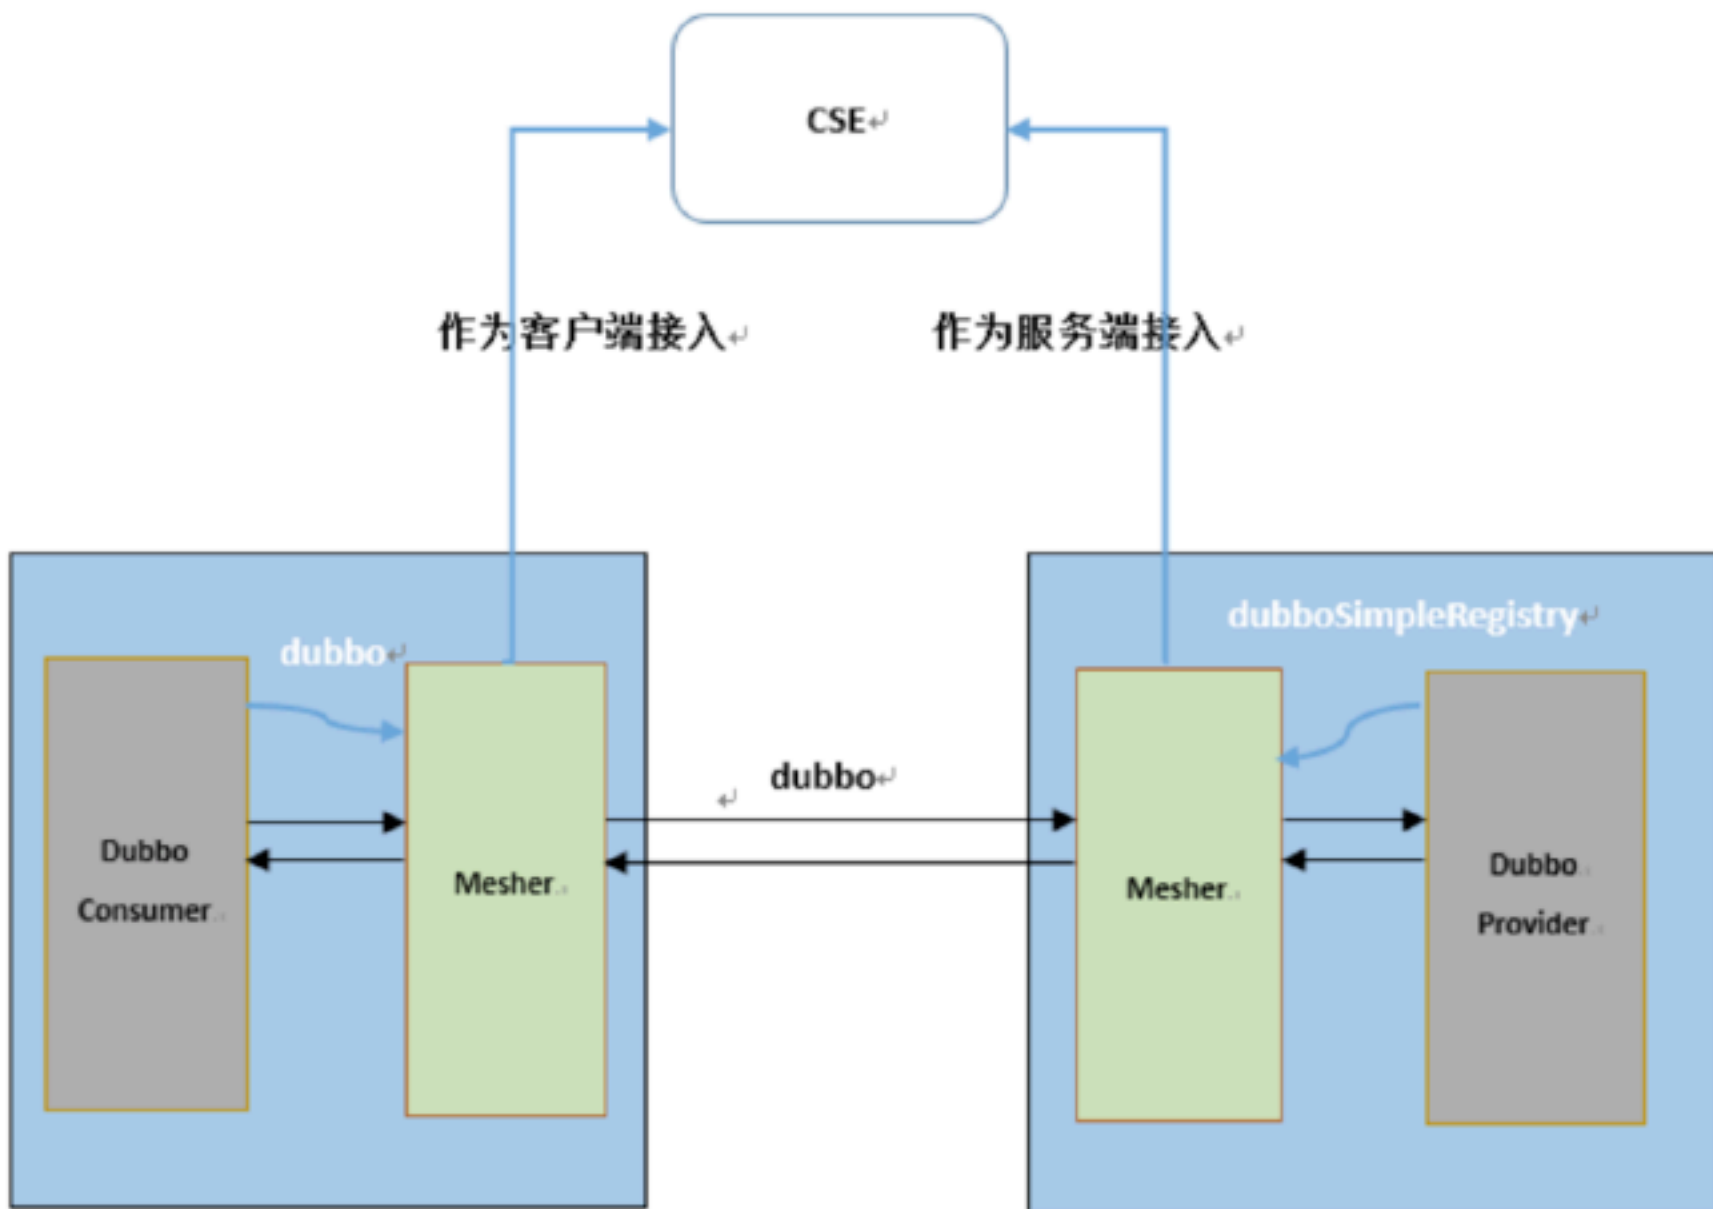 CSE
作为客户端接入
作为服务端接入
dubboSimpleRegistry
dubbo
dubbo
Dubbo
Consumer
Mesher
Mesher
Dubbo
Provider